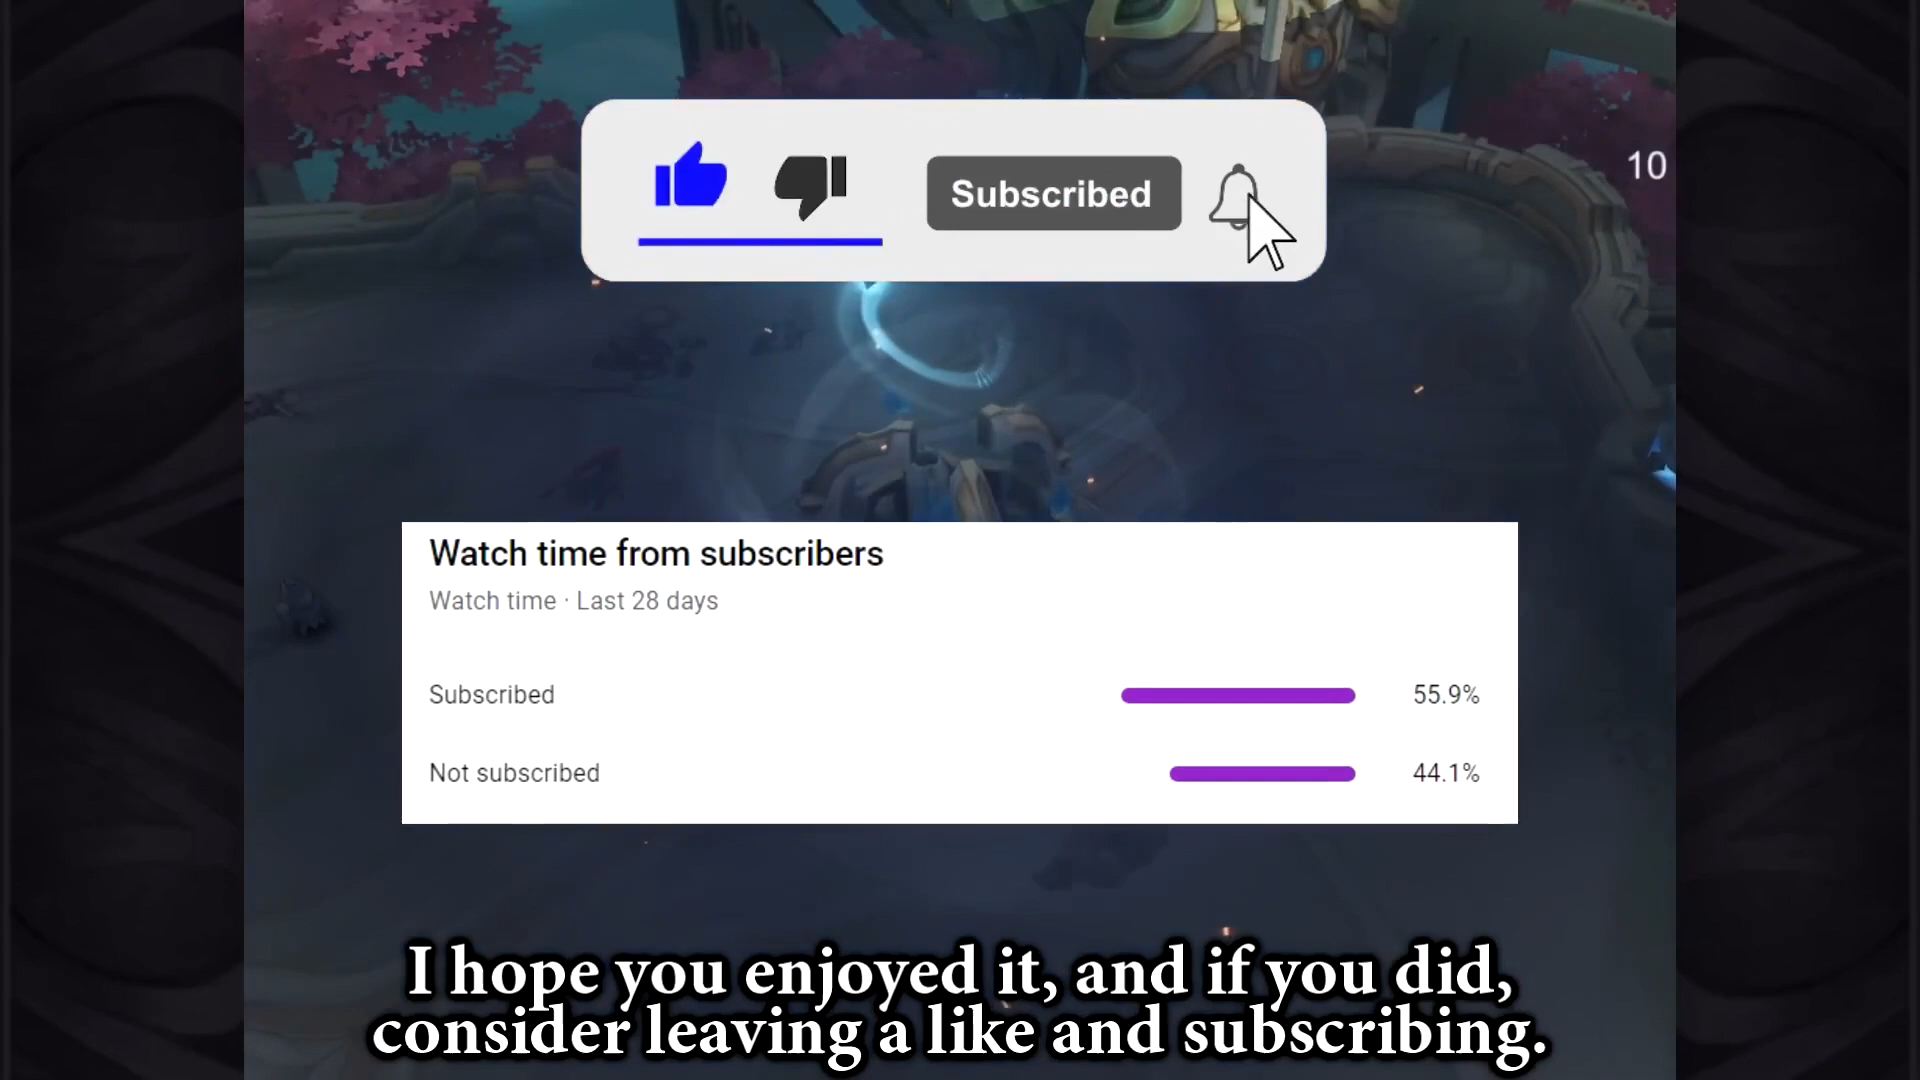 10
Subscribed
Watch time from subscribers
Watch time · Last 28 days
Subscribed 55.9%
Not subscribed 44.1%
I hope you enjoyed it, and if you did,
consider leaving a like and subscribing.